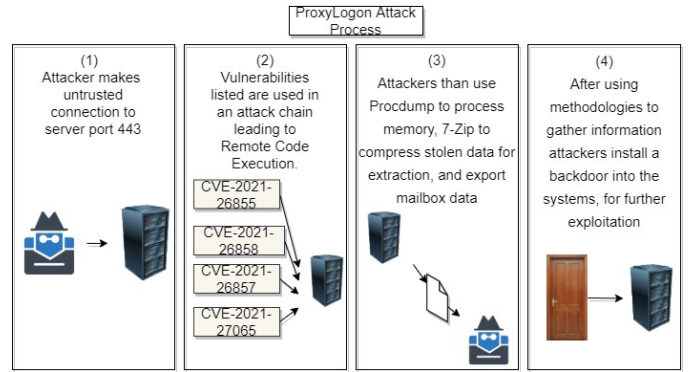 ProxyLogon Attack
Process
(1)
Attacker makes
untrusted
connection to
server port 443
(2)
Vulnerabilities
listed are used in
an attack chain
leading to
Remote Code
Execution.
CVE-2021-
26855
CVE-2021-
26858
CVE-2021-
26857
CVE-2021-
27065
(3)
Attackers than use
Procdump to process
memory, 7-Zip to
compress stolen data for
extraction, and export
mailbox data
(4)
After using
methodologies to
gather information
attackers install a
backdoor into the
systems, for further
exploitation